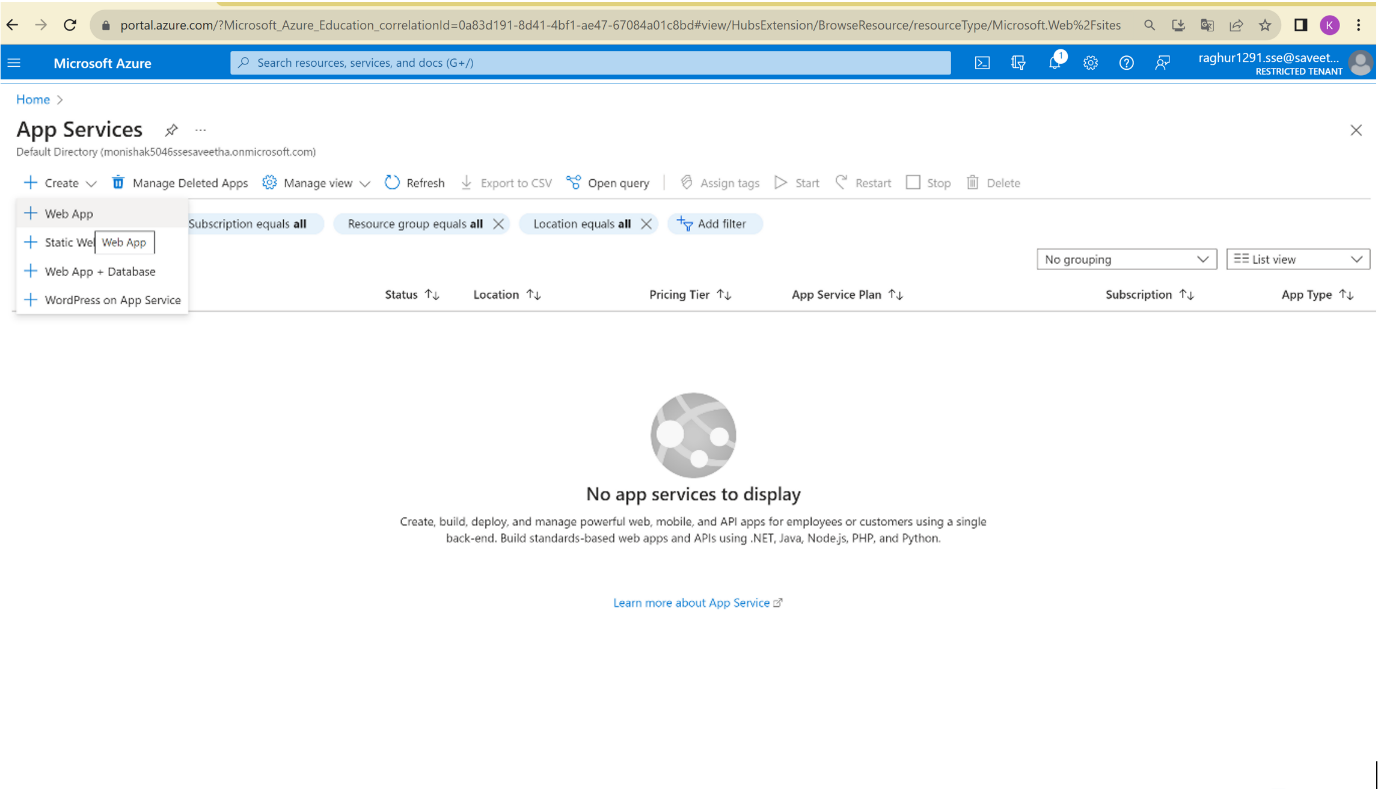 portal.azure.com/?Microsoft_Azure_Education_correlationId=0a83d191-8d41-4bf1-ae47-67084a01c8bd#view/HubsExtension/BrowseResource/resourceType/Microsoft.Web%2Fsites
K
Microsoft Azure
Search resources, services, and docs (G+/)
1
raghur1291.sse@saveet...
RESTRICTED TENANT
Home >
App Services
...
Default Directory (monishak5046ssesaveetha.onmicrosoft.com)
Create
Manage Deleted Apps
Manage view
Refresh
Export to CSV
Open query
Assign tags
Start
Restart
Stop
Delete
Web App
Static Wel
Web App
Web App + Database
WordPress on App Service
Subscription equals all
Resource group equals all
Location equals all
Add filter
No grouping
List view
Status
Location
Pricing Tier
App Service Plan
Subscription
App Type
No app services to display
Create, build, deploy, and manage powerful web, mobile, and API apps for employees or customers using a single
back-end. Build standards-based web apps and APIs using .NET, Java, Node.js, PHP, and Python.
Learn more about App Service